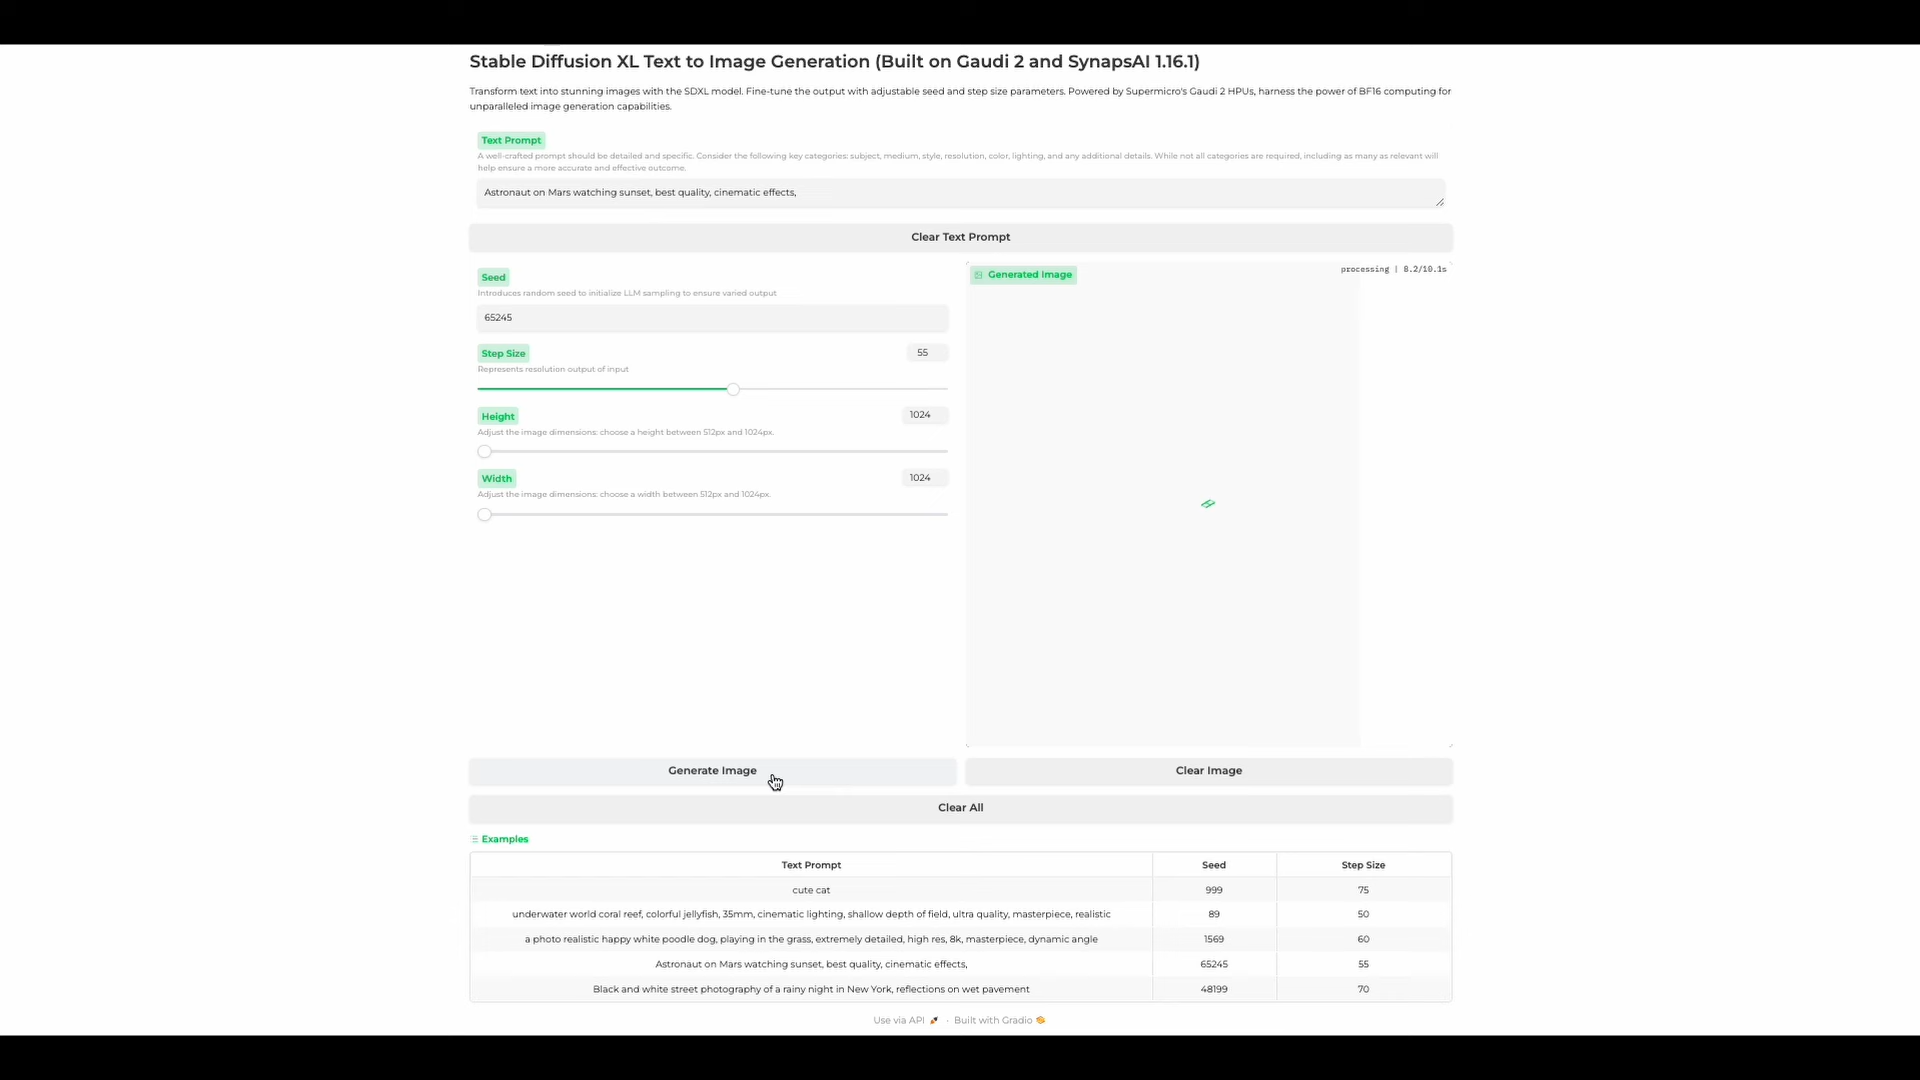 Stable Diffusion XL Text to Image Generation (Built on Gaudi 2 and SynapsAI 1.16.1)
Transform text into stunning images with the SDXL model. Fine-tune the output with adjustable seed and step size parameters. Powered by Supermicro's Gaudi 2 HPUs, harness the power of BF16 computing for
unparalleled image generation capabilities.
Text Prompt
A well-crafted prompt should be detailed and specific. Consider the following key categories: subject, medium, style, resolution, color, lighting, and any additional details. While not all categories are required, including as many as relevant will
help ensure a more accurate and effective outcome.
Astronaut on Mars watching sunset, best quality, cinematic effects,
Clear Text Prompt
Seed
Introduces random seed to initialize LLM sampling to ensure varied output
65245
Step Size 55
Represents resolution output of input
Height 1024
Adjust the image dimensions: choose a height between 512px and 1024px.
Width 1024
Adjust the image dimensions: choose a width between 512px and 1024px.
Generated Image processing | 8.2/10.1s
Generate Image Clear Image
Clear All
Examples
Text Prompt Seed Step Size
cute cat 999 75
underwater world coral reef, colorful jellyfish, 35mm, cinematic lighting, shallow depth of field, ultra quality, masterpiece, realistic 89 50
a photo realistic happy white poodle dog, playing in the grass, extremely detailed, high res, 8k, masterpiece, dynamic angle 1569 60
Astronaut on Mars watching sunset, best quality, cinematic effects, 65245 55
Black and white street photography of a rainy night in New York, reflections on wet pavement 48199 70
Use via API · Built with Gradio